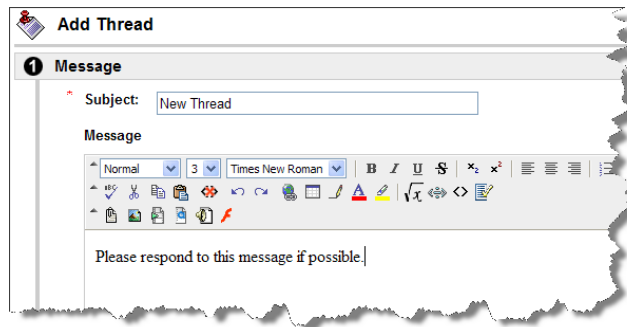 Add Thread
1 Message
* Subject: New Thread
Message
Normal 3 Times New Roman B I U S x₂ x²
ABC
Please respond to this message if possible.